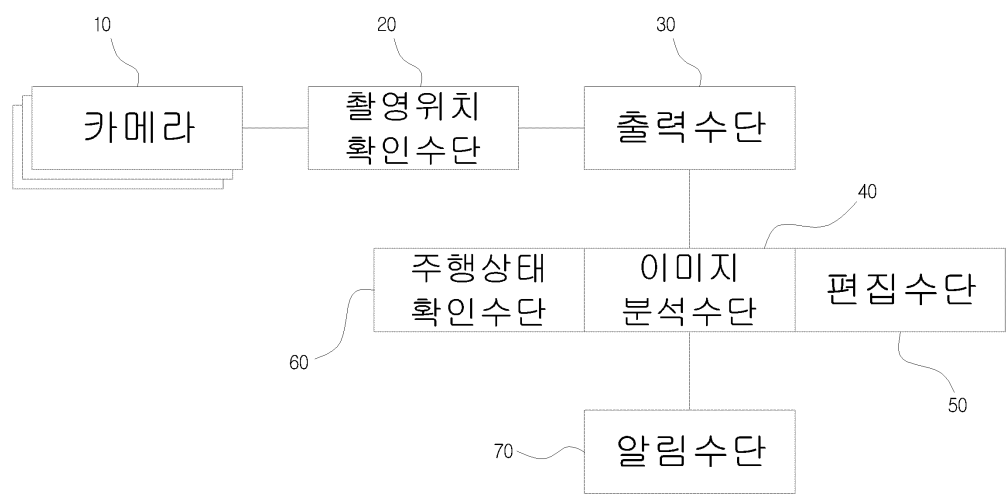 10
20
30
카메라
촬영위치
확인수단
출력수단
40
주행상태
확인수단
이미지
분석수단
편집수단
60
50
70
알림수단